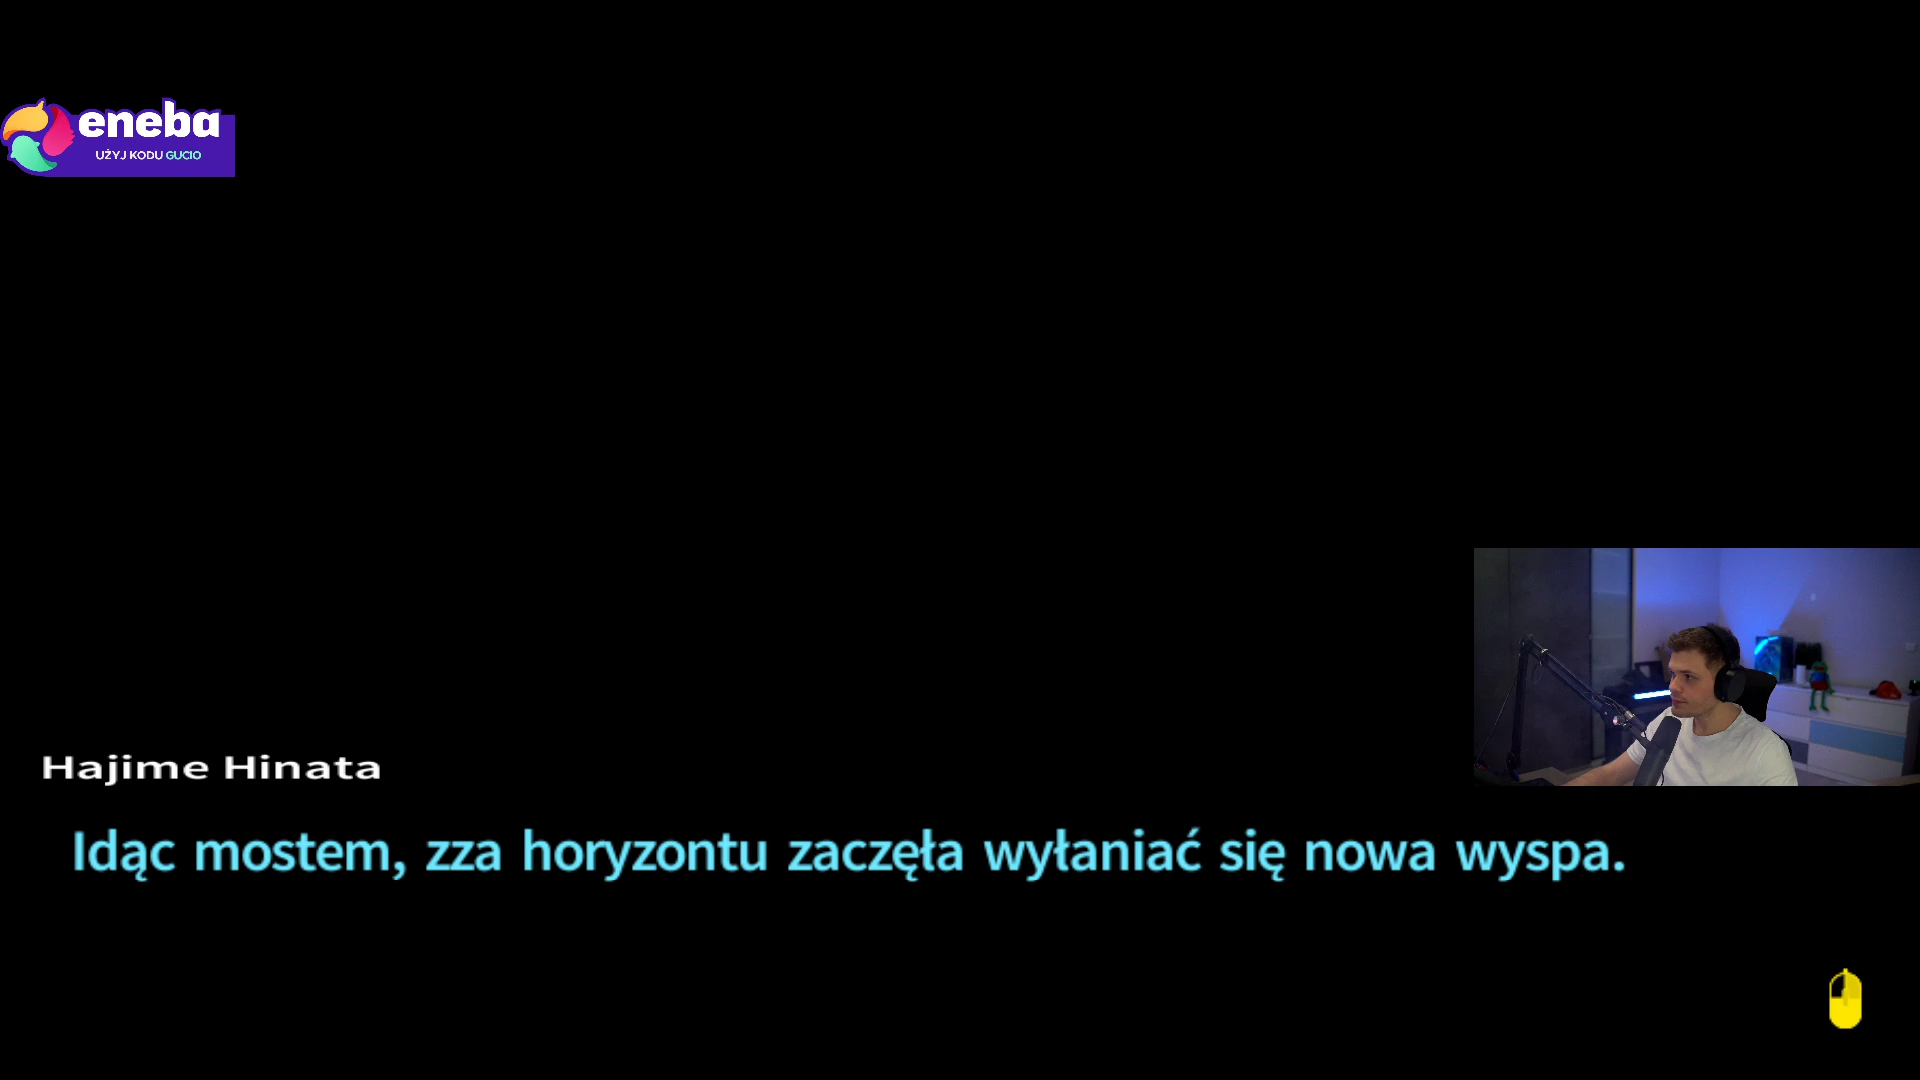 eneba
UŻYJ KODU GUCIO
Hajime Hinata
Idąc mostem, zza horyzontu zaczęła wyłaniać się nowa wyspa.